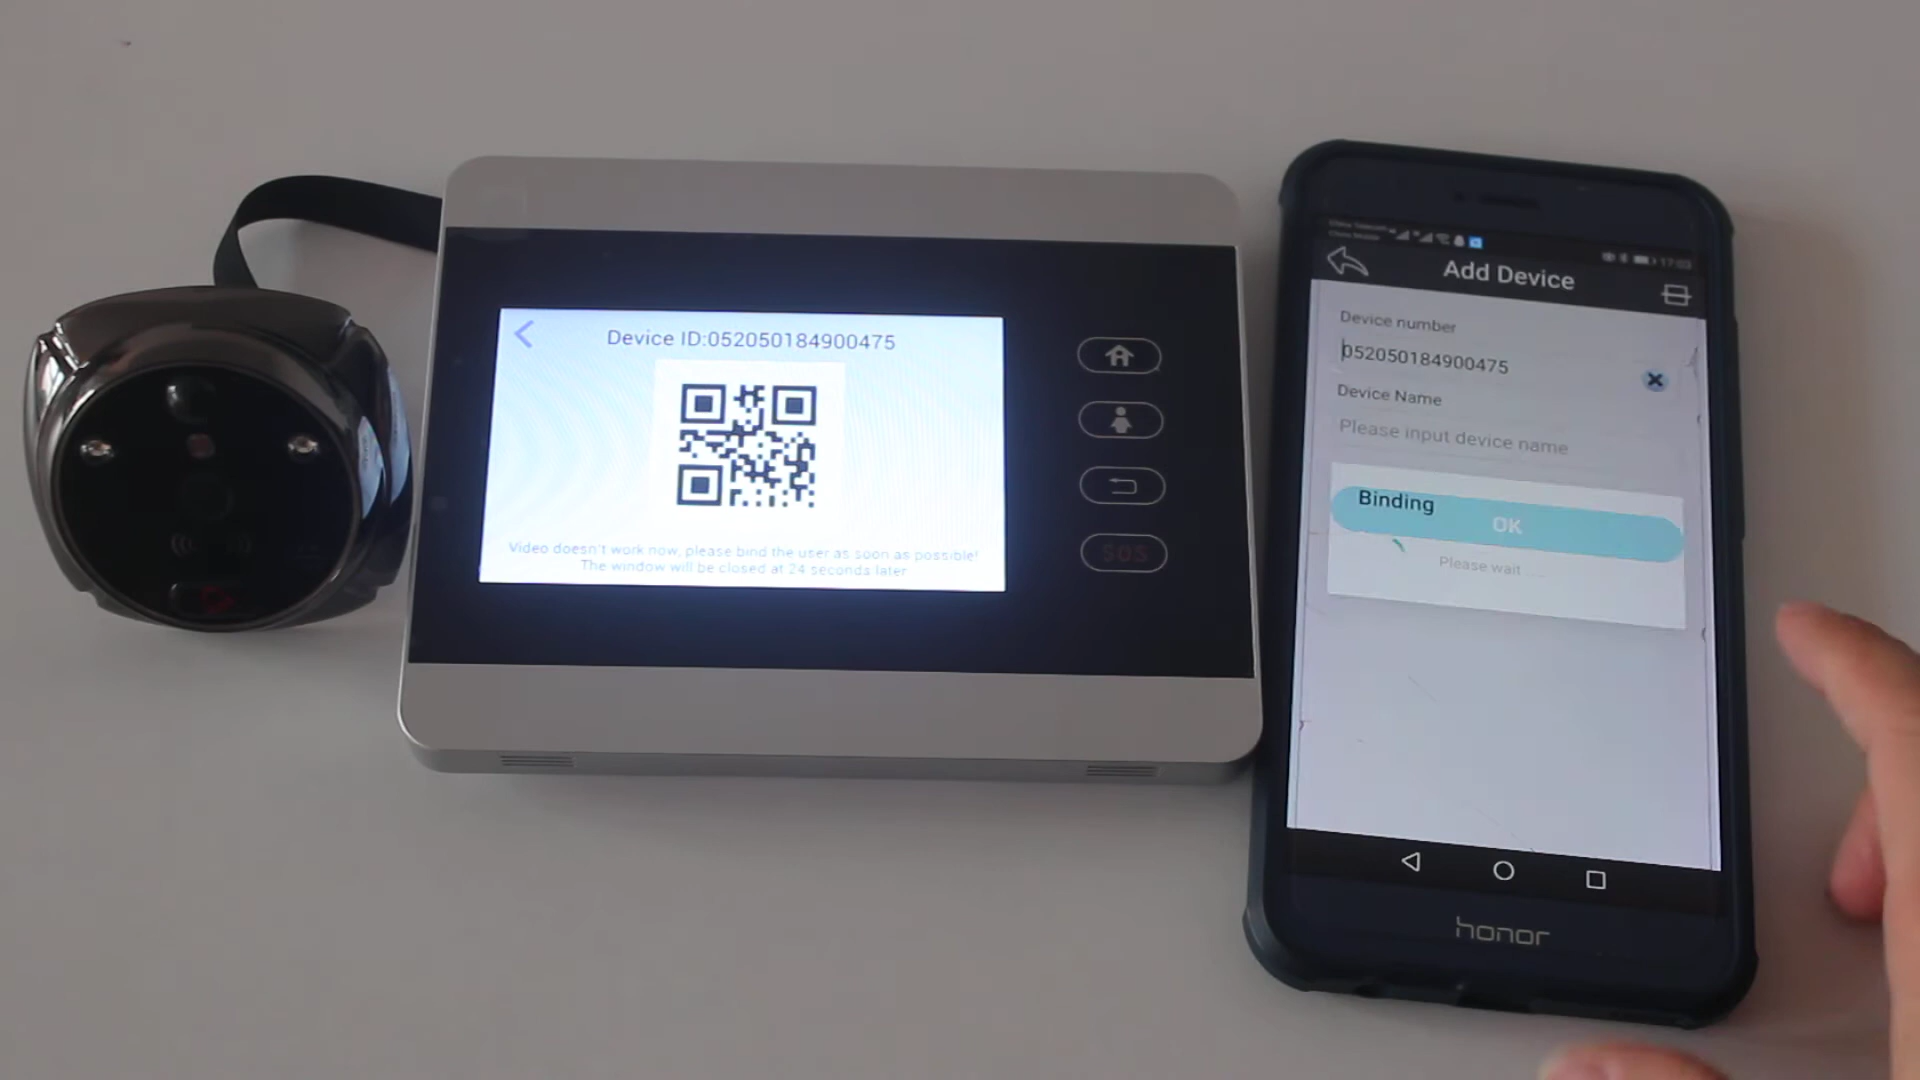 Device ID:052050184900475
Video doesn't work now, please bind the user as soon as possible!
The window will be closed at 24 seconds later
SOS
17:03
Add Device
Device number
052050184900475
Device Name
Please input device name
Binding
OK
Please wait .....
honor